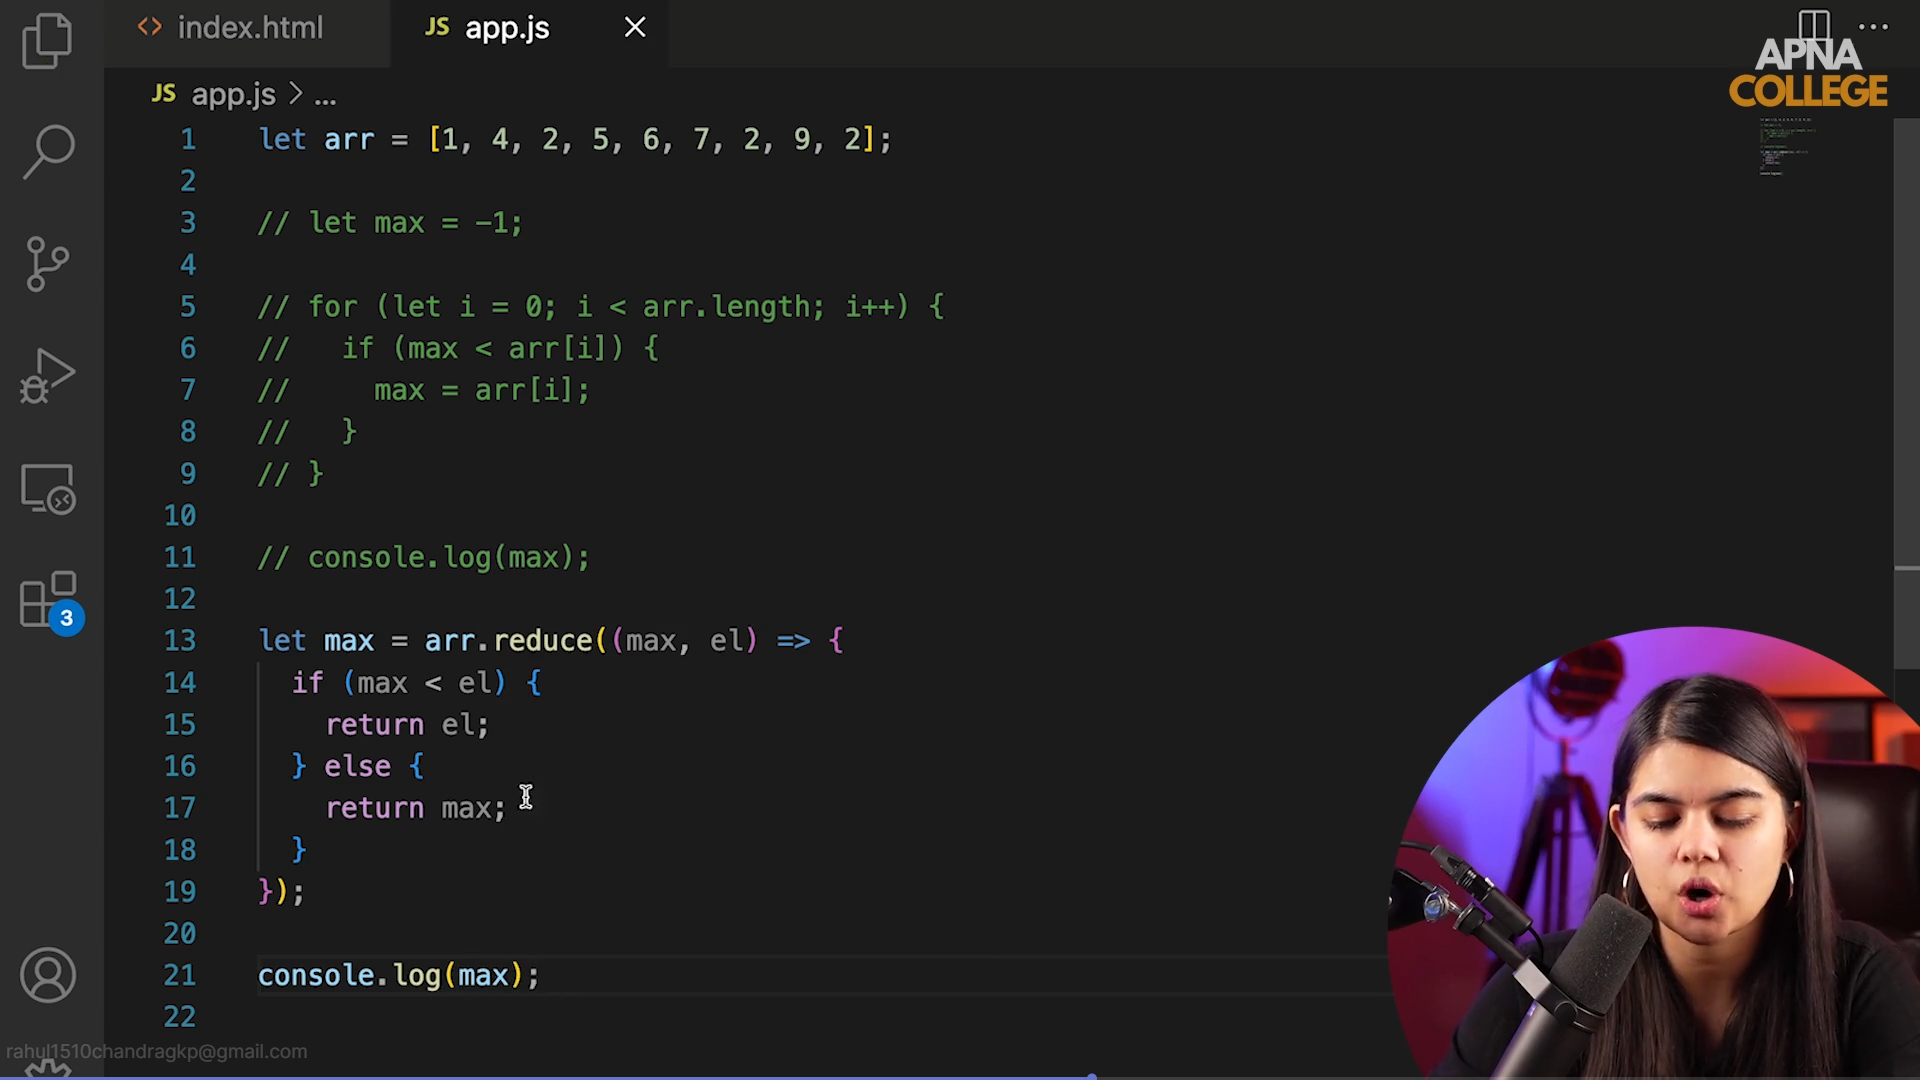 index.html
JS app.js
APNA
COLLEGE
JS app.js > ...
1 let arr = [1, 4, 2, 5, 6, 7, 2, 9, 2];
2
3 // let max = -1;
4
5 // for (let i = 0; i < arr.length; i++) {
6 //   if (max < arr[i]) {
7 //     max = arr[i];
8 //   }
9 // }
10
11 // console.log(max);
12
13 let max = arr.reduce((max, el) => {
14   if (max < el) {
15     return el;
16   } else {
17     return max;
18   }
19 });
20
21 console.log(max);
22
3
rahul1510chandragkp@gmail.com